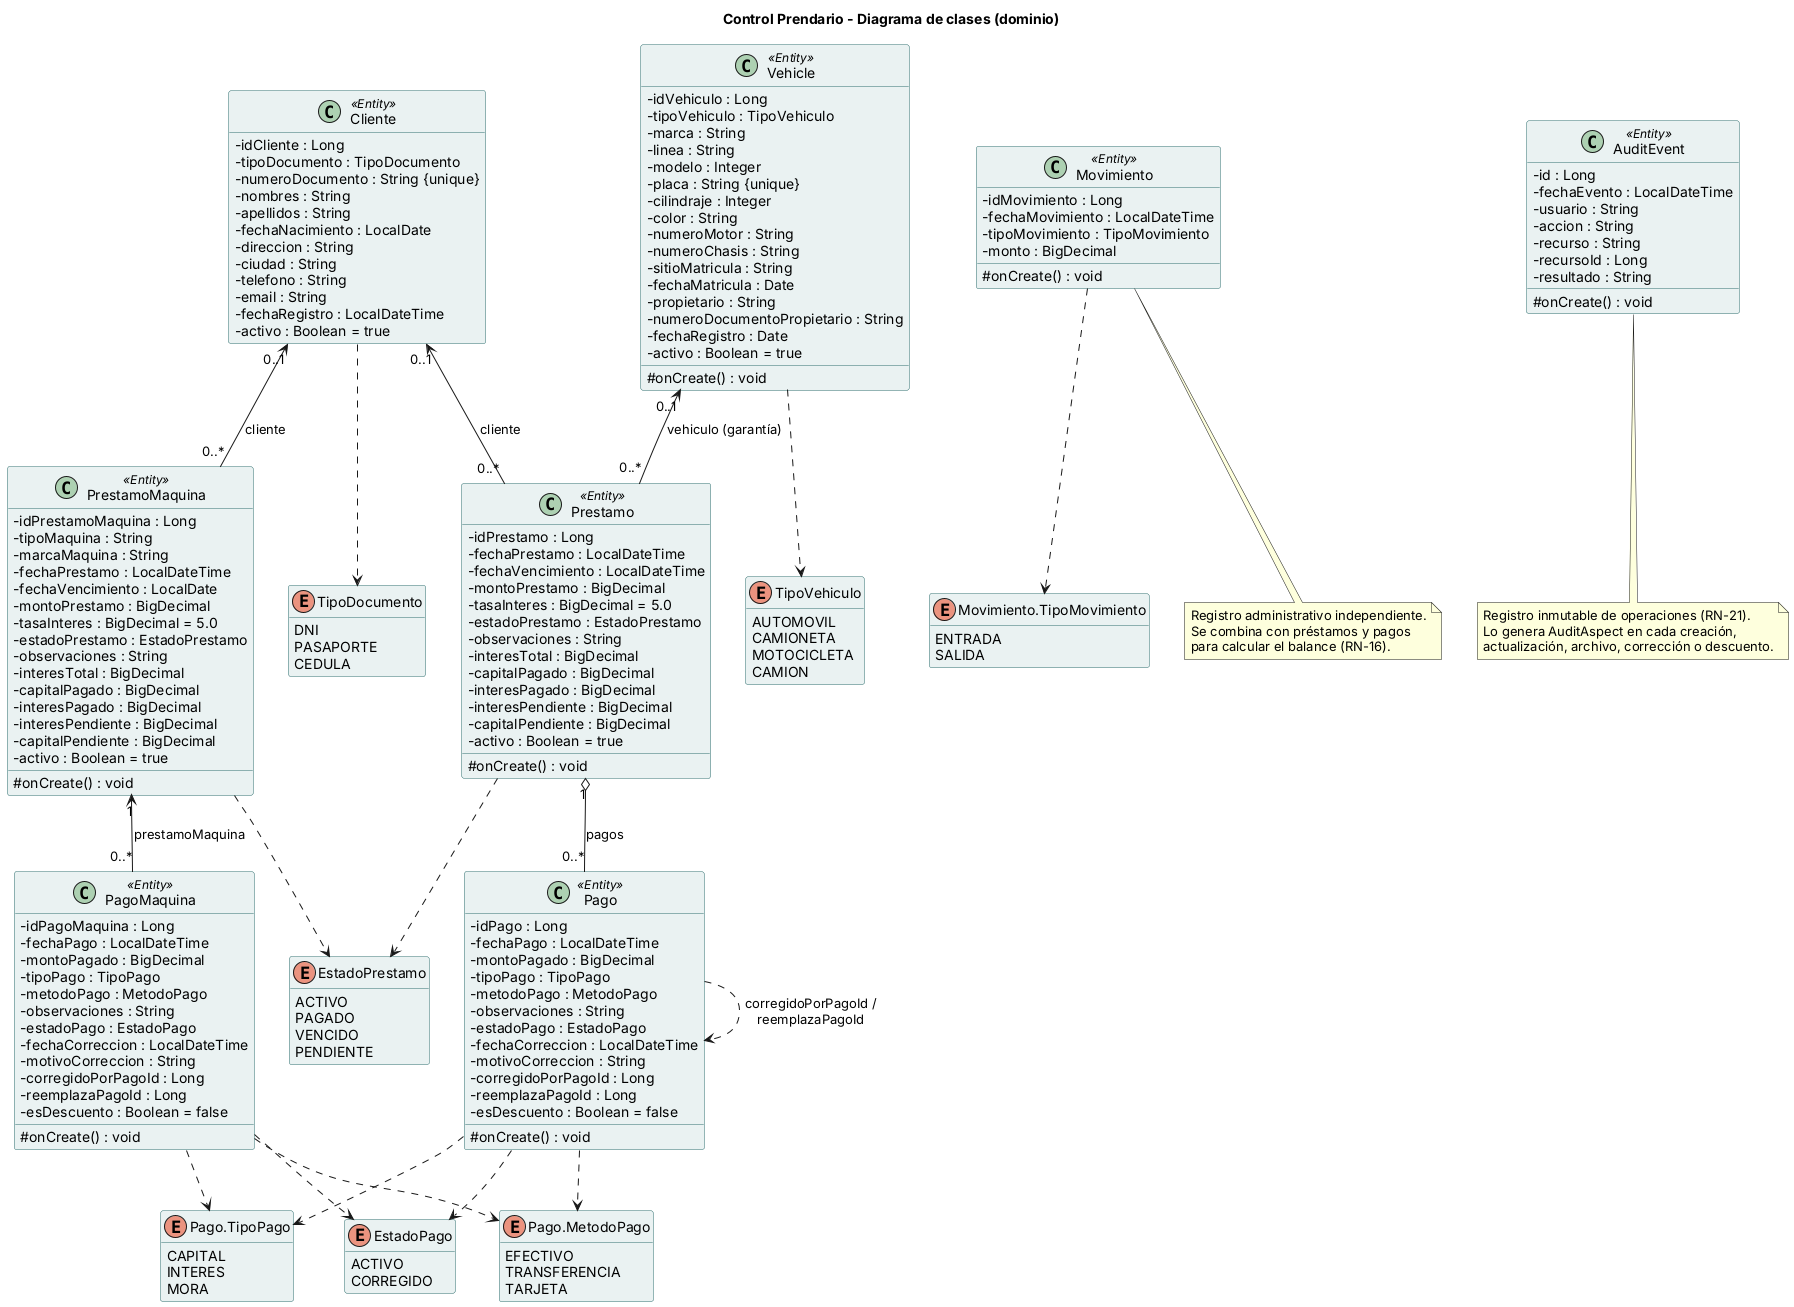 Control Prendario - Diagrama de clases (dominio)
«Entity»
Cliente
-idCliente : Long
-tipoDocumento : TipoDocumento
-numeroDocumento : String {unique}
-nombres : String
-apellidos : String
-fechaNacimiento : LocalDate
-direccion : String
-ciudad : String
-telefono : String
-email : String
-fechaRegistro : LocalDateTime
-activo : Boolean = true
«Entity»
Vehicle
-idVehiculo : Long
-tipoVehiculo : TipoVehiculo
-marca : String
-linea : String
-modelo : Integer
-placa : String {unique}
-cilindraje : Integer
-color : String
-numeroMotor : String
-numeroChasis : String
-sitioMatricula : String
-fechaMatricula : Date
-propietario : String
-numeroDocumentoPropietario : String
-fechaRegistro : Date
-activo : Boolean = true
#onCreate() : void
«Entity»
Movimiento
-idMovimiento : Long
-fechaMovimiento : LocalDateTime
-tipoMovimiento : TipoMovimiento
-monto : BigDecimal
#onCreate() : void
«Entity»
AuditEvent
-id : Long
-fechaEvento : LocalDateTime
-usuario : String
-accion : String
-recurso : String
-recursoId : Long
-resultado : String
#onCreate() : void
0..1
0..1
0..1
cliente
cliente
vehiculo (garantía)
0..*
0..*
0..*
«Entity»
PrestamoMaquina
-idPrestamoMaquina : Long
-tipoMaquina : String
-marcaMaquina : String
-fechaPrestamo : LocalDateTime
-fechaVencimiento : LocalDate
-montoPrestamo : BigDecimal
-tasaInteres : BigDecimal = 5.0
-estadoPrestamo : EstadoPrestamo
-observaciones : String
-interesTotal : BigDecimal
-capitalPagado : BigDecimal
-interesPagado : BigDecimal
-interesPendiente : BigDecimal
-capitalPendiente : BigDecimal
-activo : Boolean = true
#onCreate() : void
TipoDocumento
DNI
PASAPORTE
CEDULA
«Entity»
Prestamo
-idPrestamo : Long
-fechaPrestamo : LocalDateTime
-fechaVencimiento : LocalDateTime
-montoPrestamo : BigDecimal
-tasaInteres : BigDecimal = 5.0
-estadoPrestamo : EstadoPrestamo
-observaciones : String
-interesTotal : BigDecimal
-capitalPagado : BigDecimal
-interesPagado : BigDecimal
-interesPendiente : BigDecimal
-capitalPendiente : BigDecimal
-activo : Boolean = true
#onCreate() : void
TipoVehiculo
AUTOMOVIL
CAMIONETA
MOTOCICLETA
CAMION
Movimiento.TipoMovimiento
ENTRADA
SALIDA
Registro administrativo independiente.
Se combina con préstamos y pagos
para calcular el balance (RN-16).
Registro inmutable de operaciones (RN-21).
Lo genera AuditAspect en cada creación,
actualización, archivo, corrección o descuento.
1
prestamoMaquina
0..*
1
pagos
0..*
«Entity»
PagoMaquina
-idPagoMaquina : Long
-fechaPago : LocalDateTime
-montoPagado : BigDecimal
-tipoPago : TipoPago
-metodoPago : MetodoPago
-observaciones : String
-estadoPago : EstadoPago
-fechaCorreccion : LocalDateTime
-motivoCorreccion : String
-corregidoPorPagoId : Long
-reemplazaPagoId : Long
-esDescuento : Boolean = false
#onCreate() : void
EstadoPrestamo
ACTIVO
PAGADO
VENCIDO
PENDIENTE
«Entity»
Pago
-idPago : Long
-fechaPago : LocalDateTime
-montoPagado : BigDecimal
-tipoPago : TipoPago
-metodoPago : MetodoPago
-observaciones : String
-estadoPago : EstadoPago
-fechaCorreccion : LocalDateTime
-motivoCorreccion : String
-corregidoPorPagoId : Long
-reemplazaPagoId : Long
-esDescuento : Boolean = false
#onCreate() : void
corregidoPorPagoId /
reemplazaPagoId
Pago.TipoPago
CAPITAL
INTERES
MORA
EstadoPago
ACTIVO
CORREGIDO
Pago.MetodoPago
EFECTIVO
TRANSFERENCIA
TARJETA